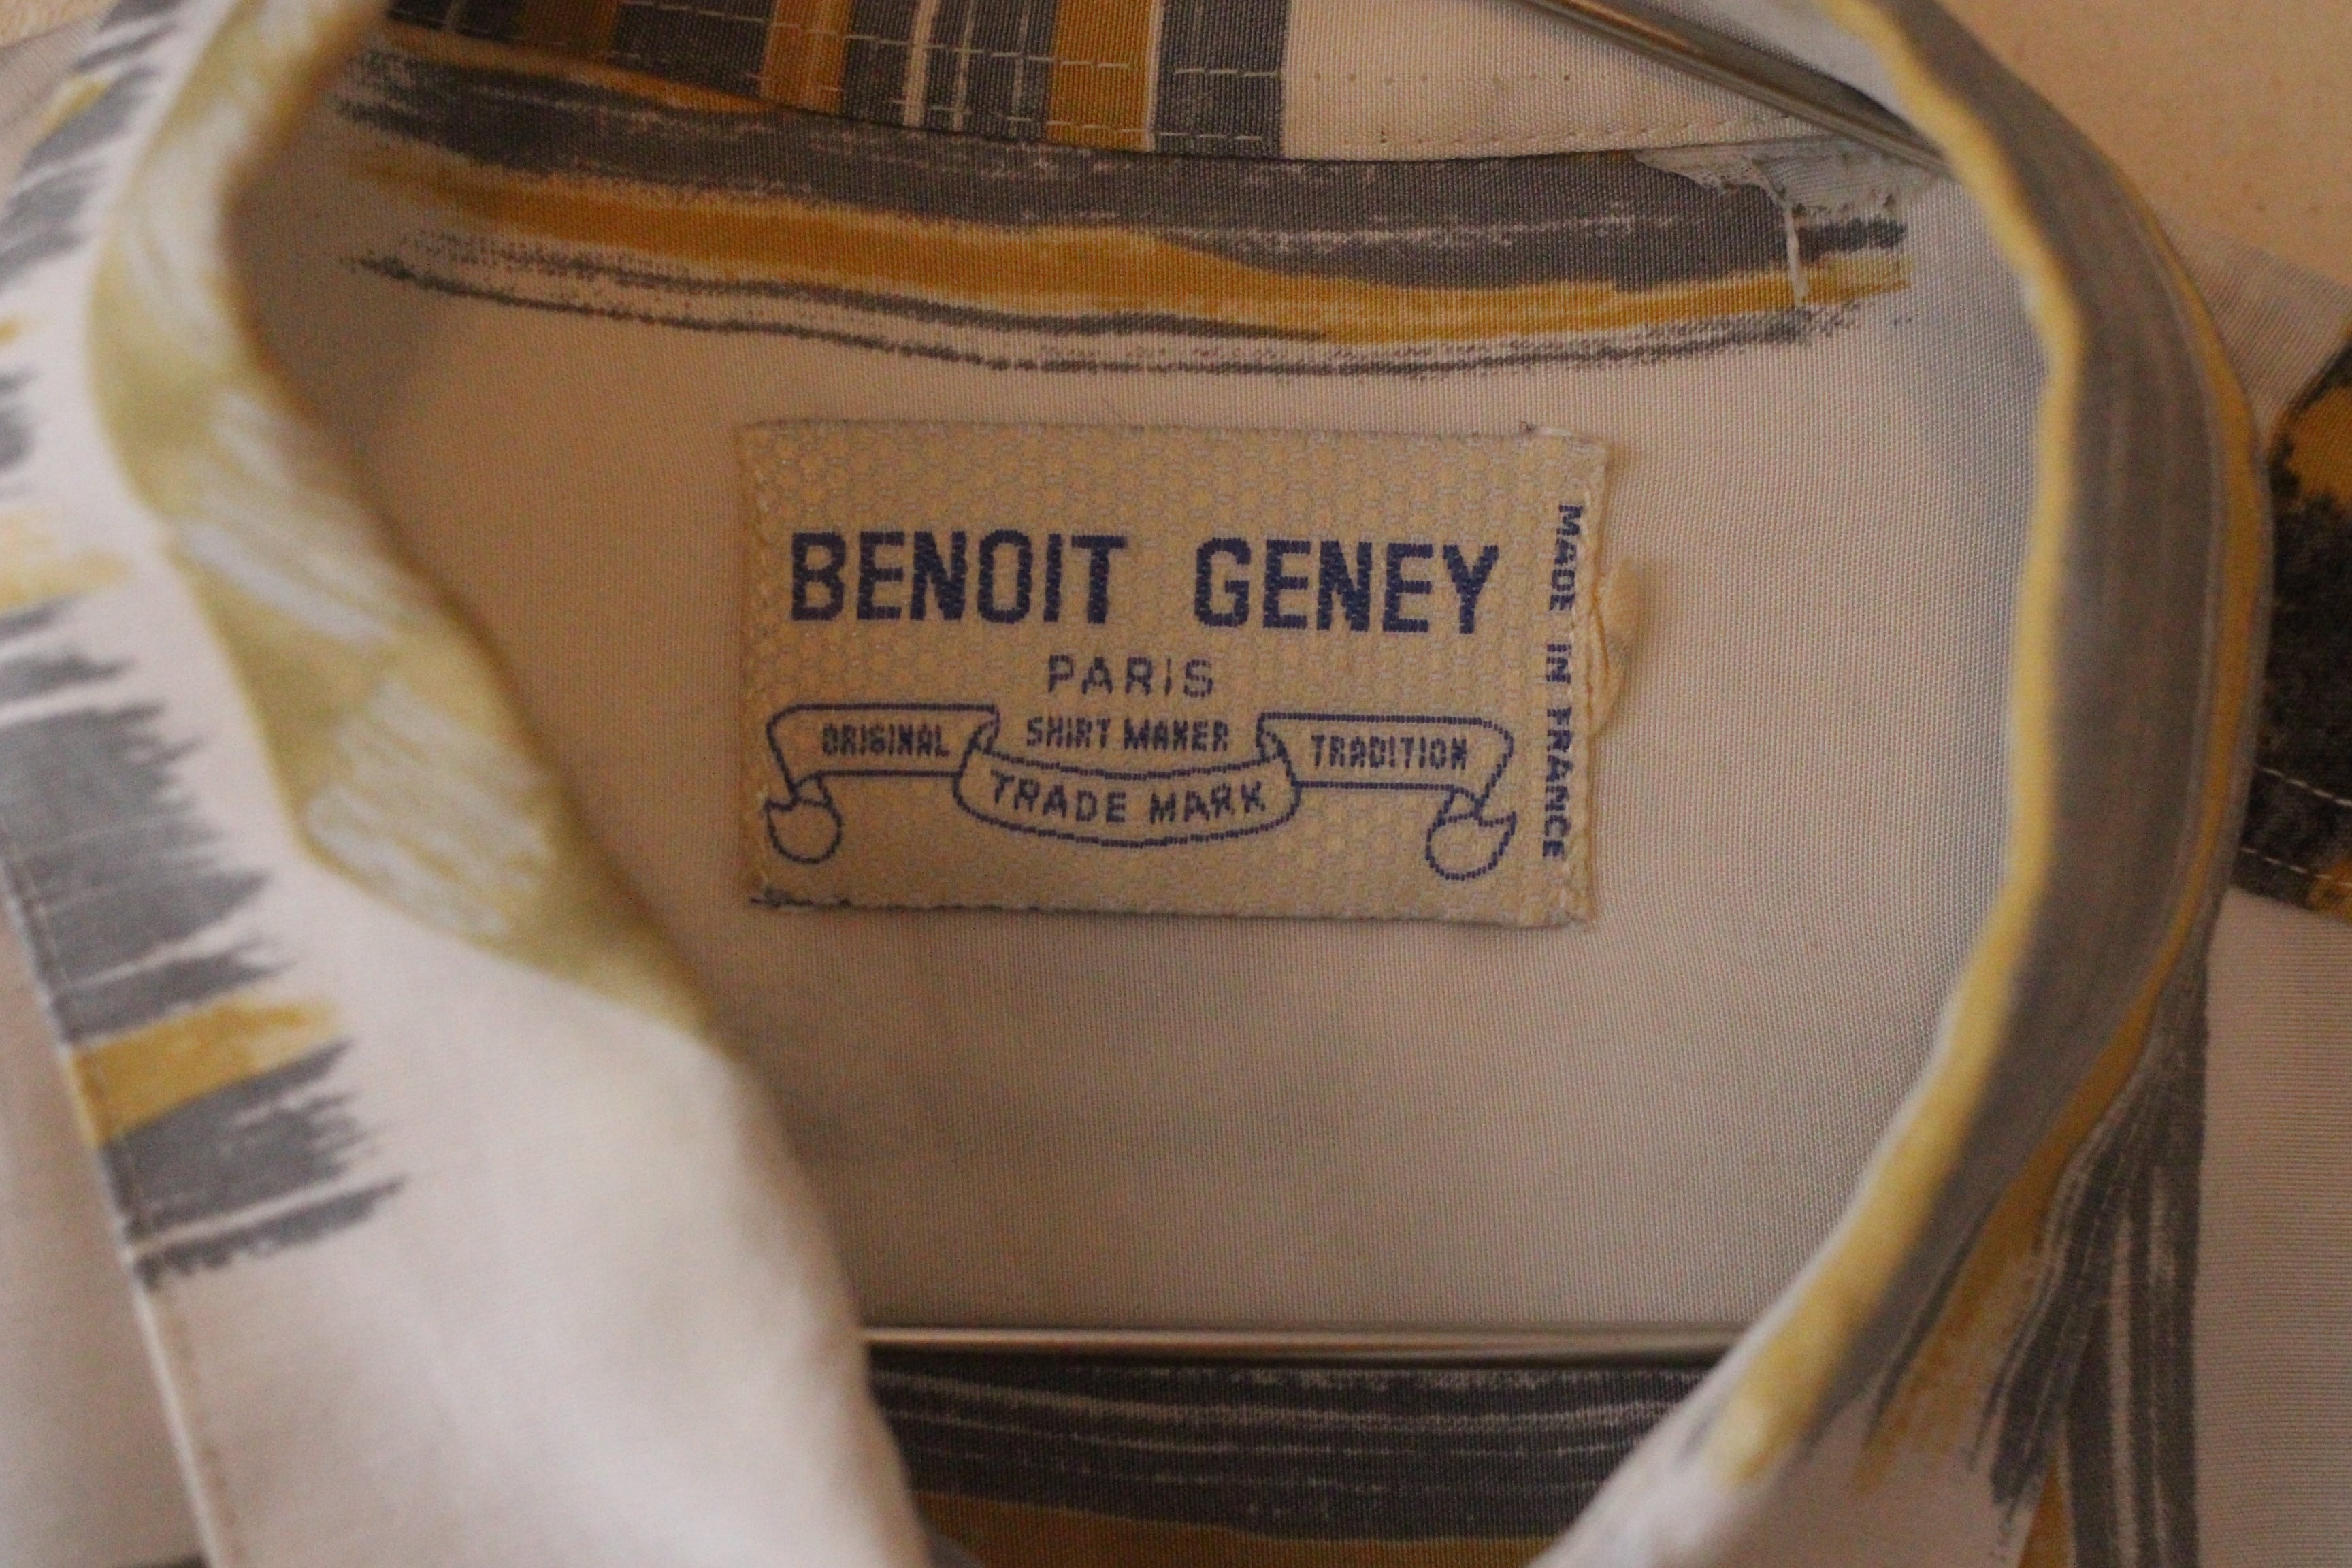 BENOIT GENEY
PARIS
ORIGINAL SHIRT MAKER TRADITION
TRADE MARK
MADE IN FRANCE